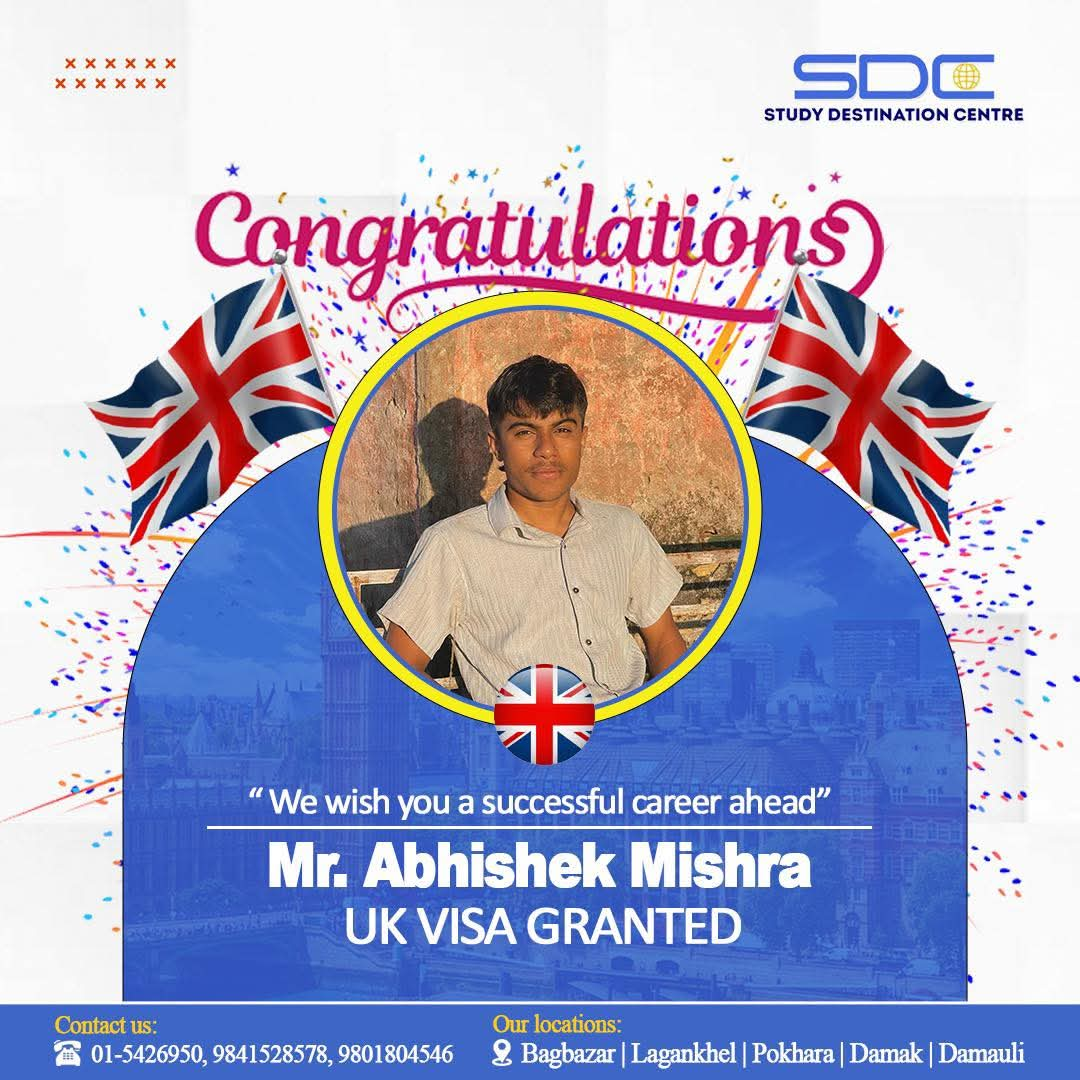 SDC
STUDY DESTINATION CENTRE
Congratulations
“ We wish you a successful career ahead”
Mr. Abhishek Mishra
UK VISA GRANTED
Contact us:
01-5426950, 9841528578, 9801804546
Our locations:
Bagbazar | Lagankhel | Pokhara | Damak | Damauli